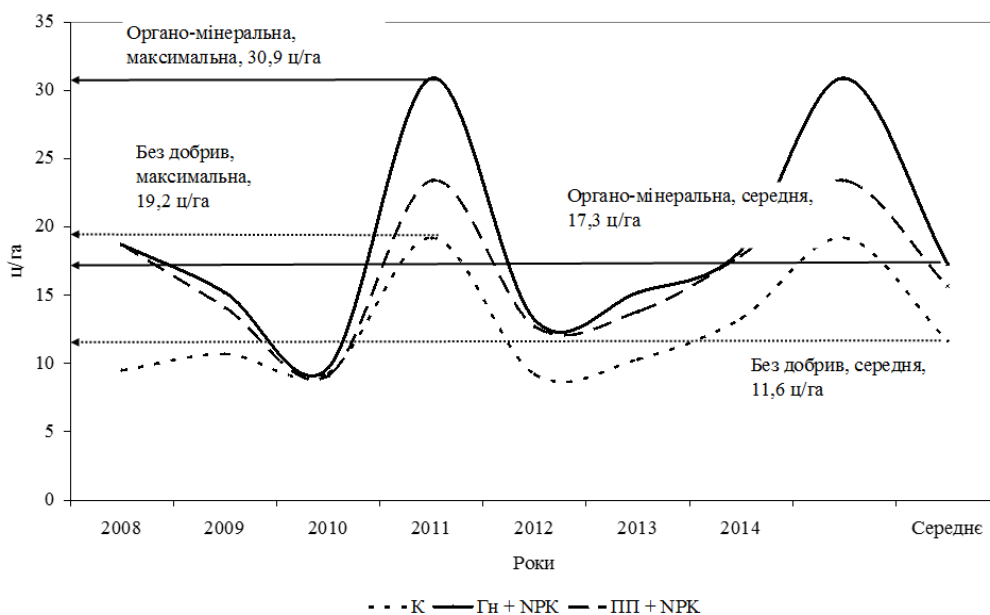 35
30
25
20
15
10
5
0
ц/га
Органо-мінеральна,
максимальна, 30,9 ц/га
Без добрив,
максимальна,
19,2 ц/га
Органо-мінеральна, середня,
17,3 ц/га
Без добрив, середня,
11,6 ц/га
2008 2009 2010 2011 2012 2013 2014 Середнє
Роки
К Гн + NPK ПП + NPK